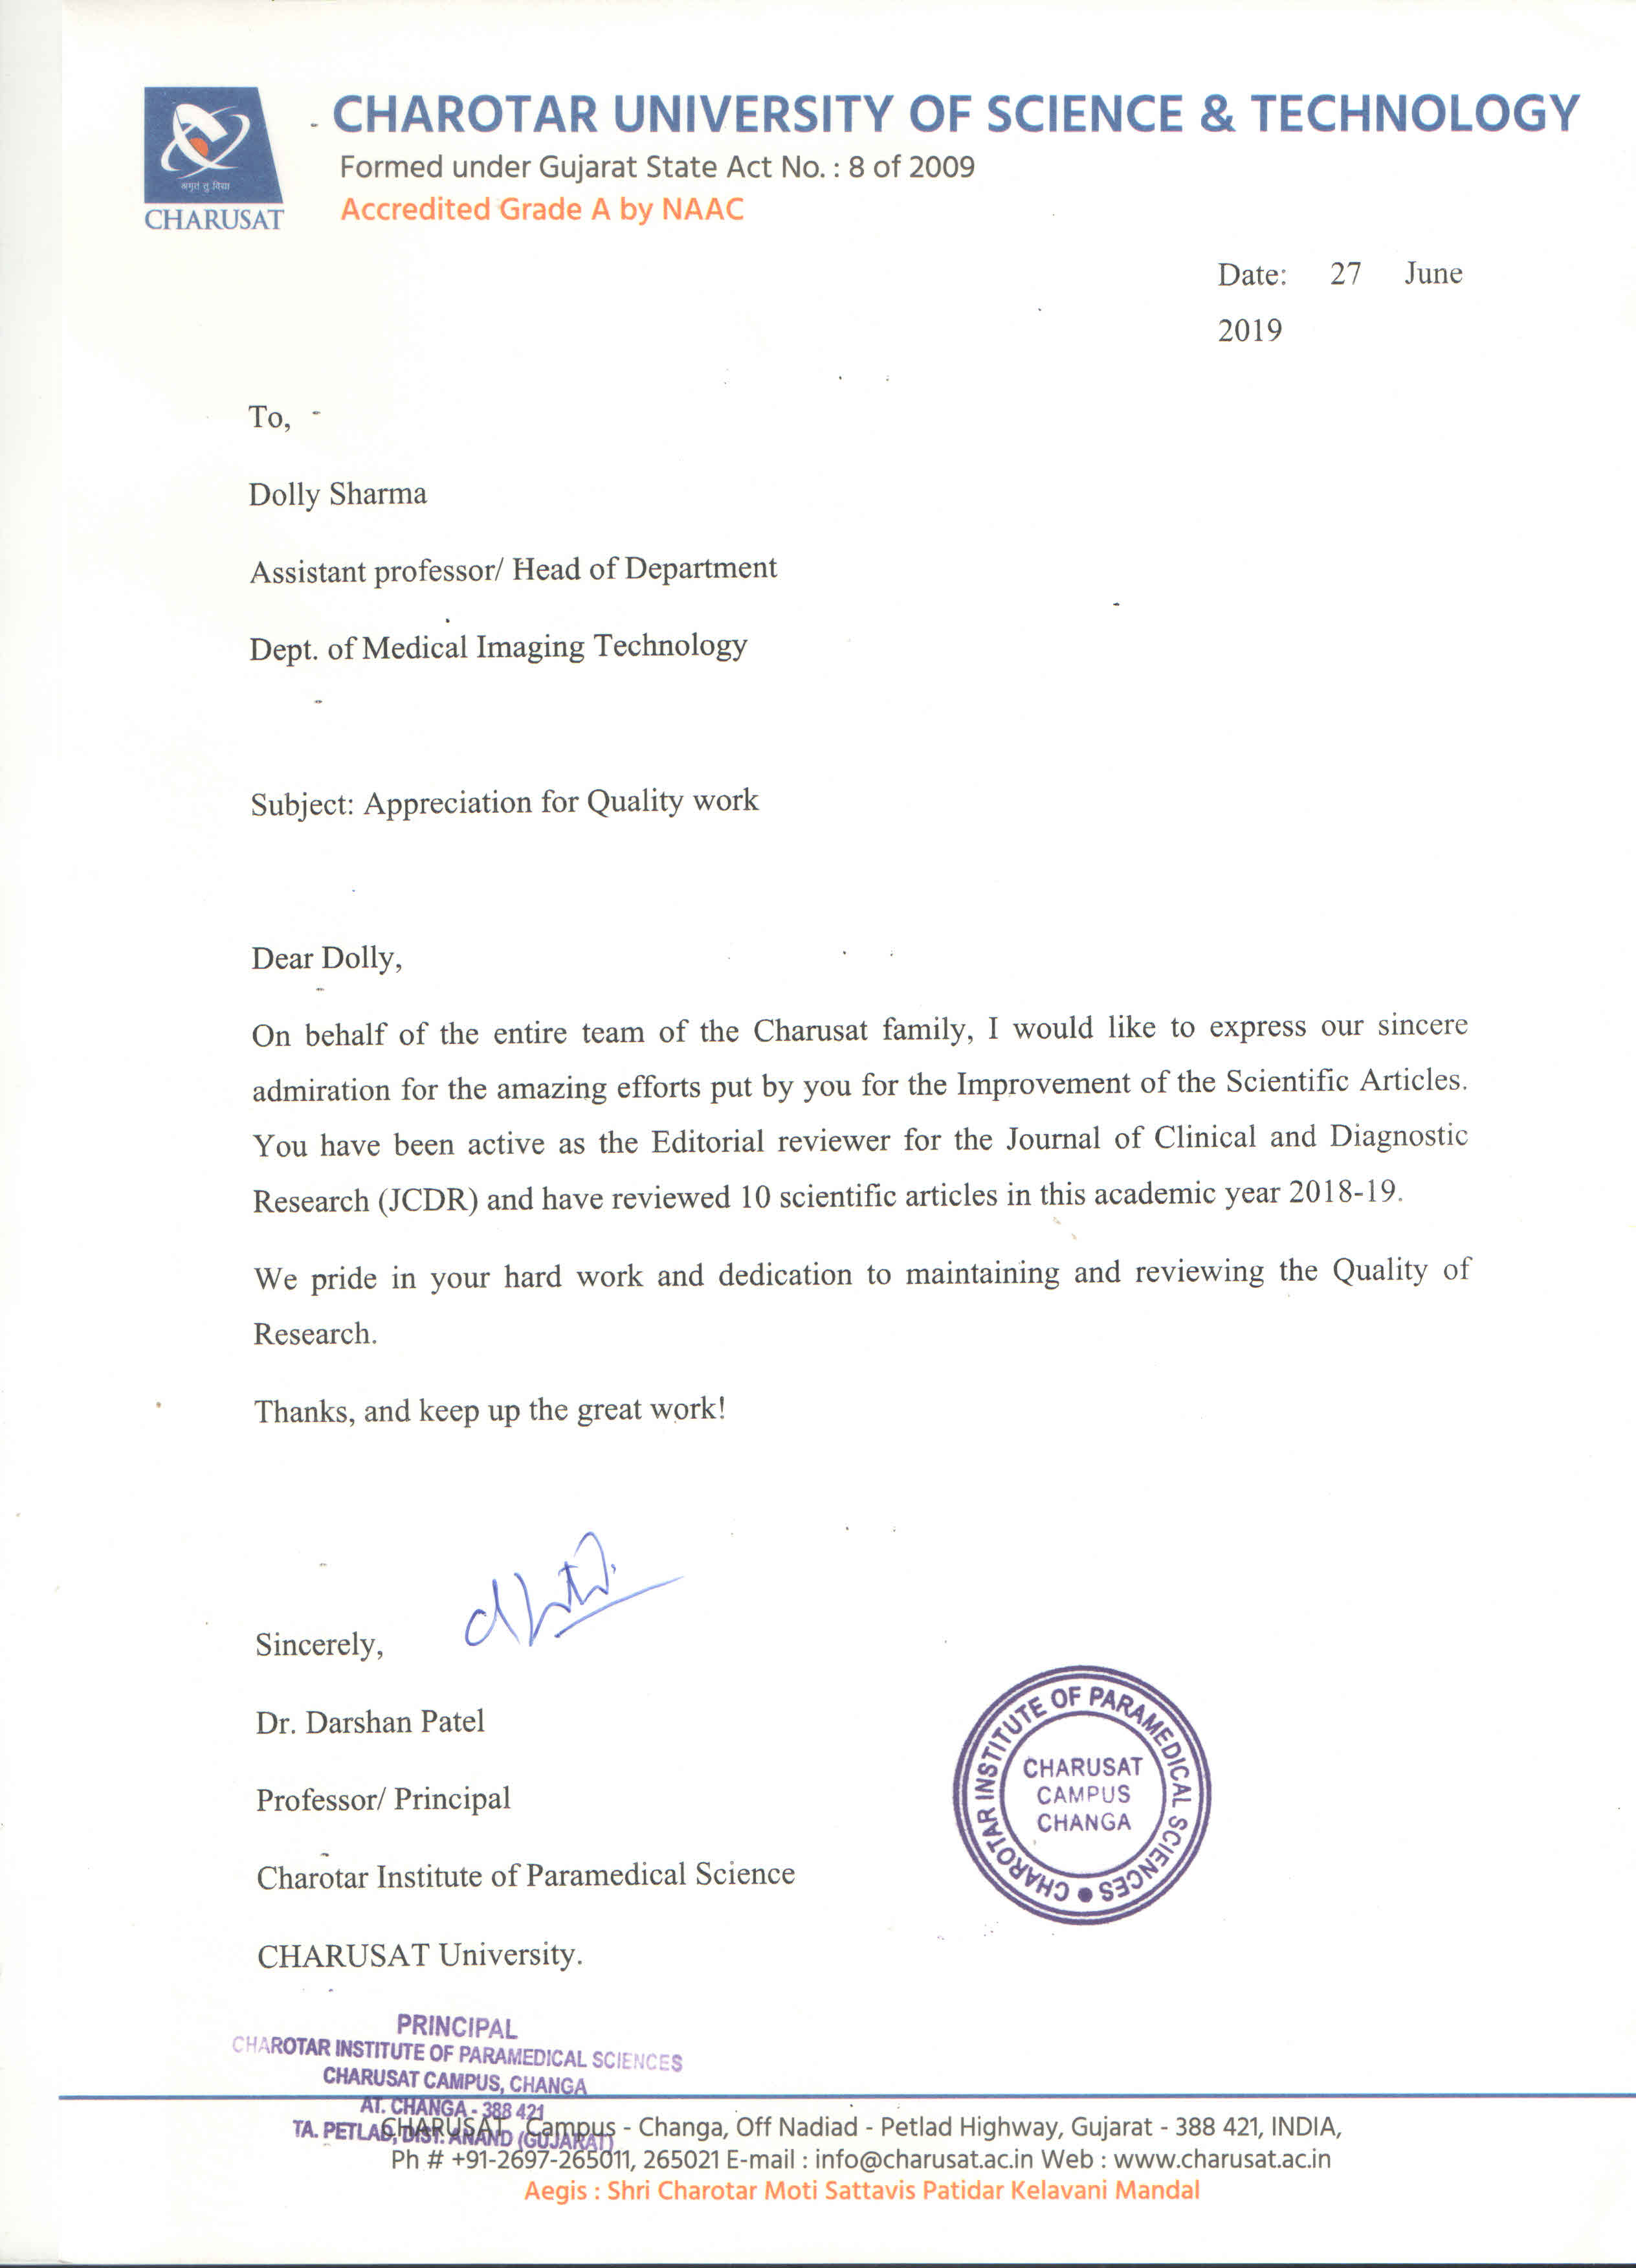 CHAROTAR UNIVERSITY OF SCIENCE & TECHNOLOGY
Formed under Gujarat State Act No. : 8 of 2009
Accredited Grade A by NAAC
अमृतं तु विद्या
CHARUSAT
Date: 27 June
2019
To,
Dolly Sharma
Assistant professor/ Head of Department
Dept. of Medical Imaging Technology
Subject: Appreciation for Quality work
Dear Dolly,
On behalf of the entire team of the Charusat family, I would like to express our sincere
admiration for the amazing efforts put by you for the Improvement of the Scientific Articles.
You have been active as the Editorial reviewer for the Journal of Clinical and Diagnostic
Research (JCDR) and have reviewed 10 scientific articles in this academic year 2018-19.
We pride in your hard work and dedication to maintaining and reviewing the Quality of
Research.
Thanks, and keep up the great work!
Sincerely,
Dr. Darshan Patel
Professor/ Principal
Charotar Institute of Paramedical Science
CHARUSAT University.
CHAROTAR INSTITUTE OF PARAMEDICAL SCIENCES
CHARUSAT
CAMPUS
CHANGA
PRINCIPAL
CHAROTAR INSTITUTE OF PARAMEDICAL SCIENCES
CHARUSAT CAMPUS, CHANGA
AT. CHANGA - 388 421
TA. PETLAD, DIST. ANAND (GUJARAT)
CHARUSAT Campus - Changa, Off Nadiad - Petlad Highway, Gujarat - 388 421, INDIA,
Ph # +91-2697-265011, 265021 E-mail : info@charusat.ac.in Web : www.charusat.ac.in
Aegis : Shri Charotar Moti Sattavis Patidar Kelavani Mandal